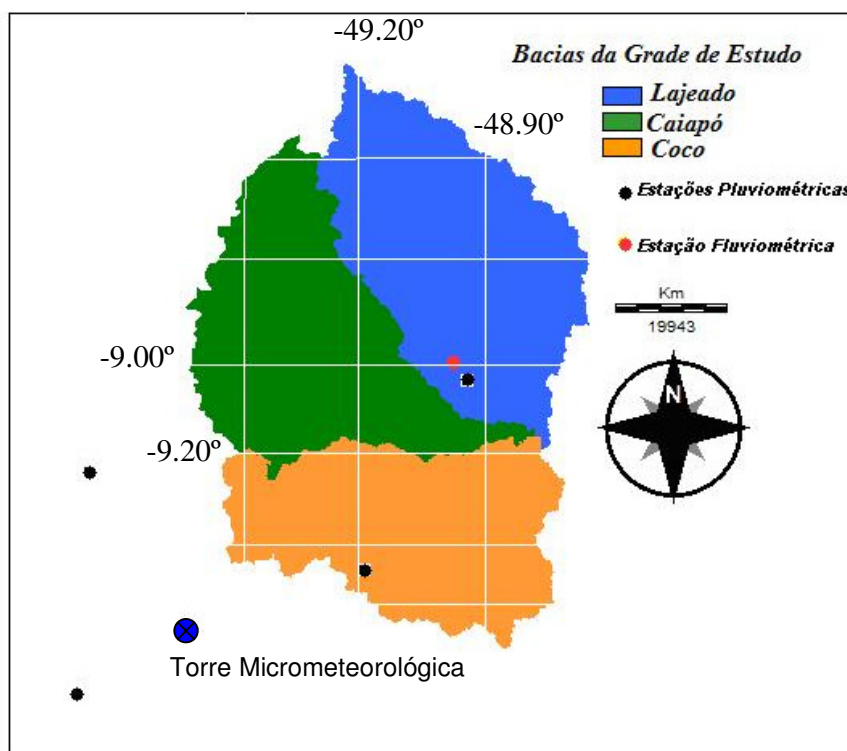 -49.20º
Bacias da Grade de Estudo
Lajeado
-48.90º
Caiapó
Coco
Estações Pluviométricas
Estação Fluviométrica
Km
19943
-9.00º
N
-9.20º
Torre Micrometeorológica